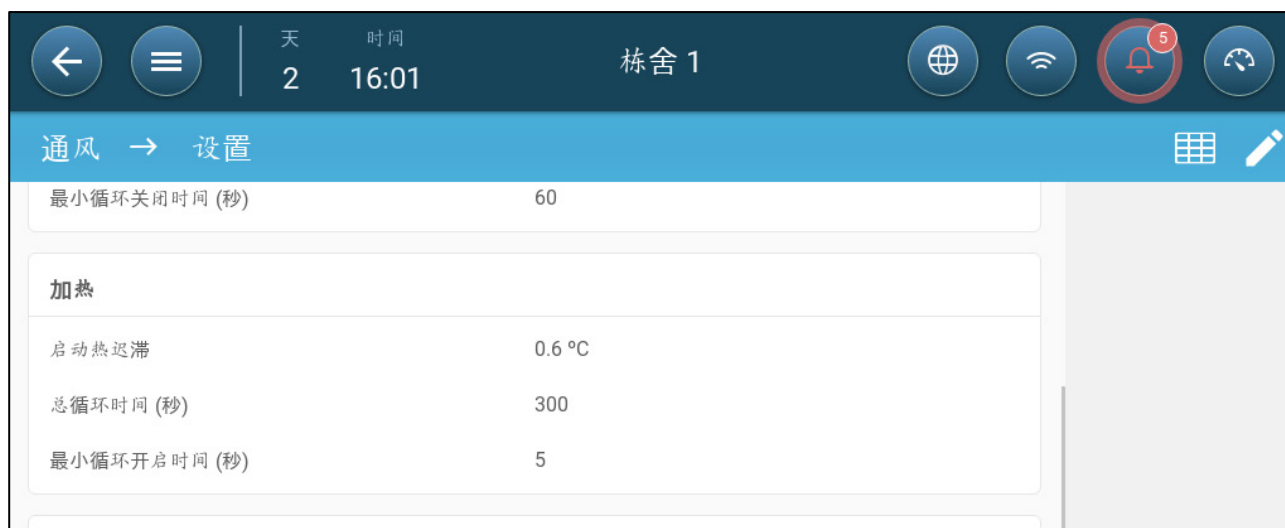 天 时间
2 16:01 栋舍 1 5
通风 → 设置
最小循环关闭时间 (秒) 60
加热
启动热迟滞 0.6 ºC
总循环时间 (秒) 300
最小循环开启时间 (秒) 5